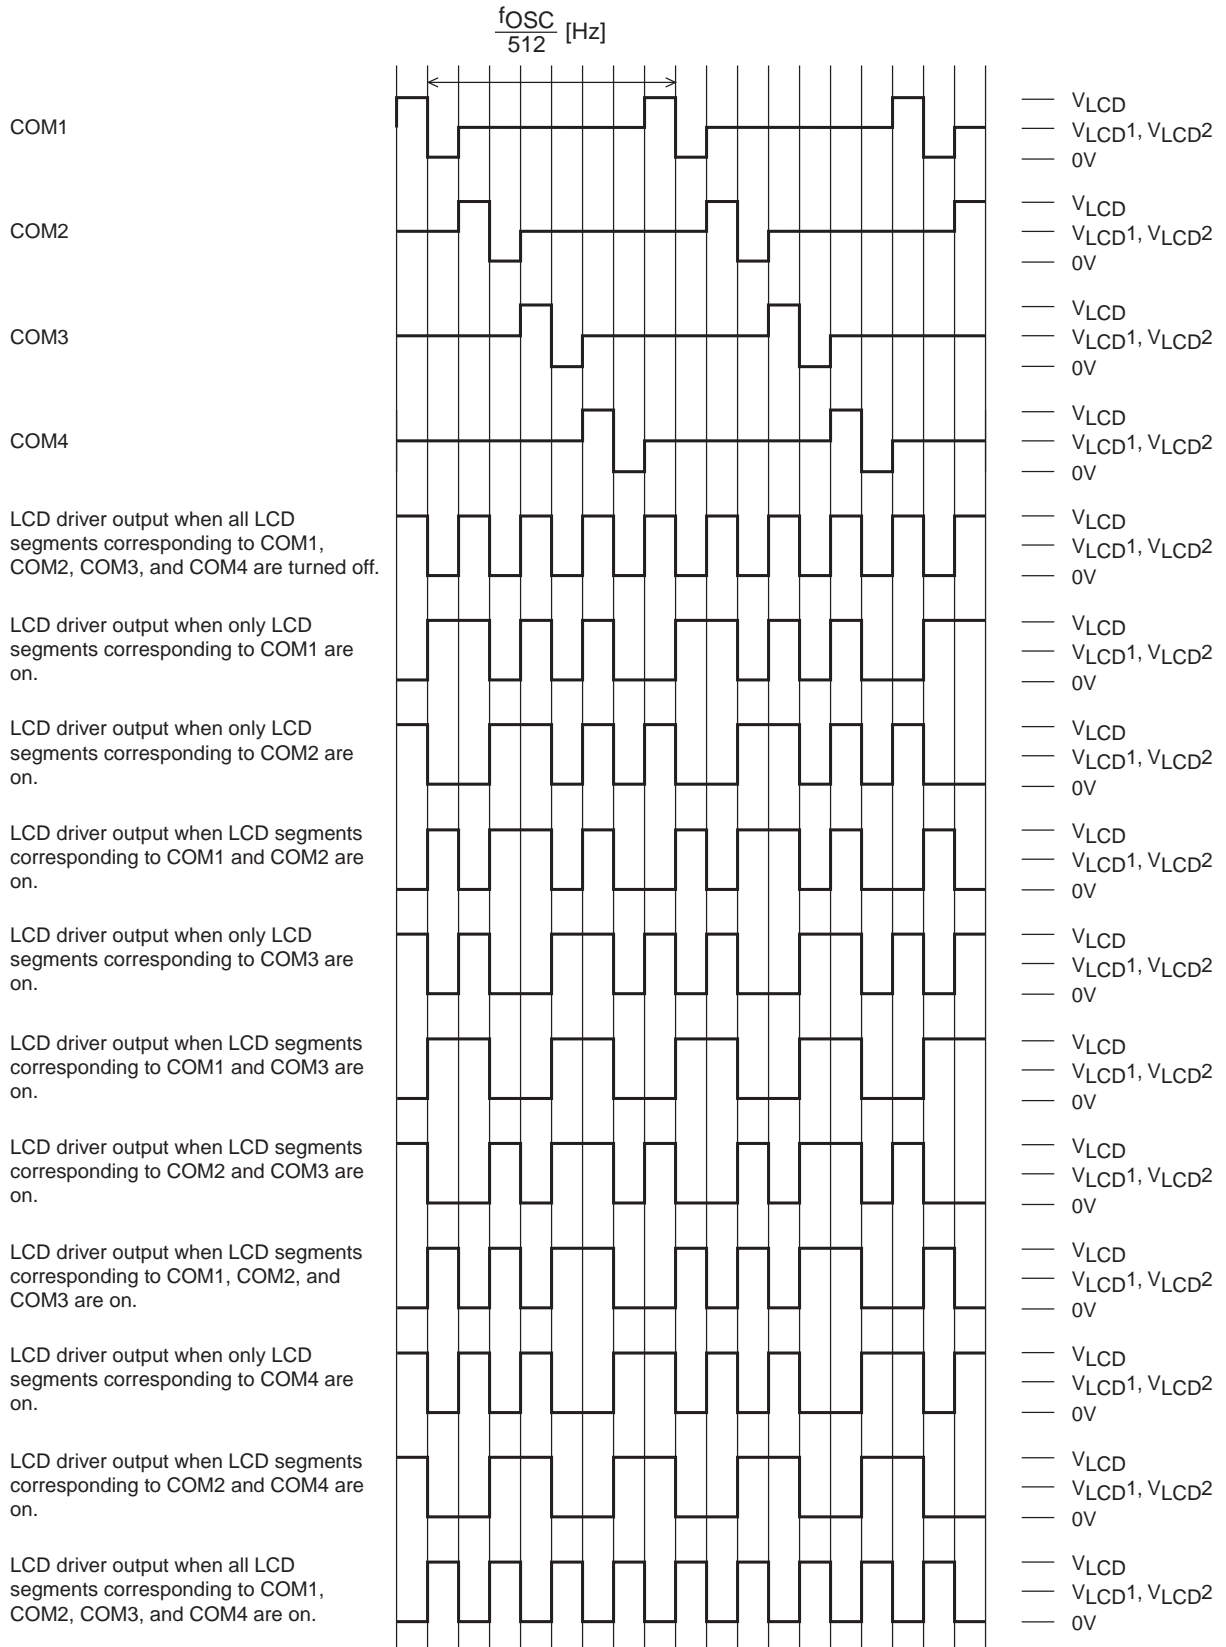 fOSC
512
[Hz]
COM1
VLCD
VLCD1, VLCD2
0V
COM2
VLCD
VLCD1, VLCD2
0V
COM3
VLCD
VLCD1, VLCD2
0V
COM4
VLCD
VLCD1, VLCD2
0V
LCD driver output when all LCD
segments corresponding to COM1,
COM2, COM3, and COM4 are turned off.
VLCD
VLCD1, VLCD2
0V
LCD driver output when only LCD
segments corresponding to COM1 are
on.
VLCD
VLCD1, VLCD2
0V
LCD driver output when only LCD
segments corresponding to COM2 are
on.
VLCD
VLCD1, VLCD2
0V
LCD driver output when LCD segments
corresponding to COM1 and COM2 are
on.
VLCD
VLCD1, VLCD2
0V
LCD driver output when only LCD
segments corresponding to COM3 are
on.
VLCD
VLCD1, VLCD2
0V
LCD driver output when LCD segments
corresponding to COM1 and COM3 are
on.
VLCD
VLCD1, VLCD2
0V
LCD driver output when LCD segments
corresponding to COM2 and COM3 are
on.
VLCD
VLCD1, VLCD2
0V
LCD driver output when LCD segments
corresponding to COM1, COM2, and
COM3 are on.
VLCD
VLCD1, VLCD2
0V
LCD driver output when only LCD
segments corresponding to COM4 are
on.
VLCD
VLCD1, VLCD2
0V
LCD driver output when LCD segments
corresponding to COM2 and COM4 are
on.
VLCD
VLCD1, VLCD2
0V
LCD driver output when all LCD
segments corresponding to COM1,
COM2, COM3, and COM4 are on.
VLCD
VLCD1, VLCD2
0V